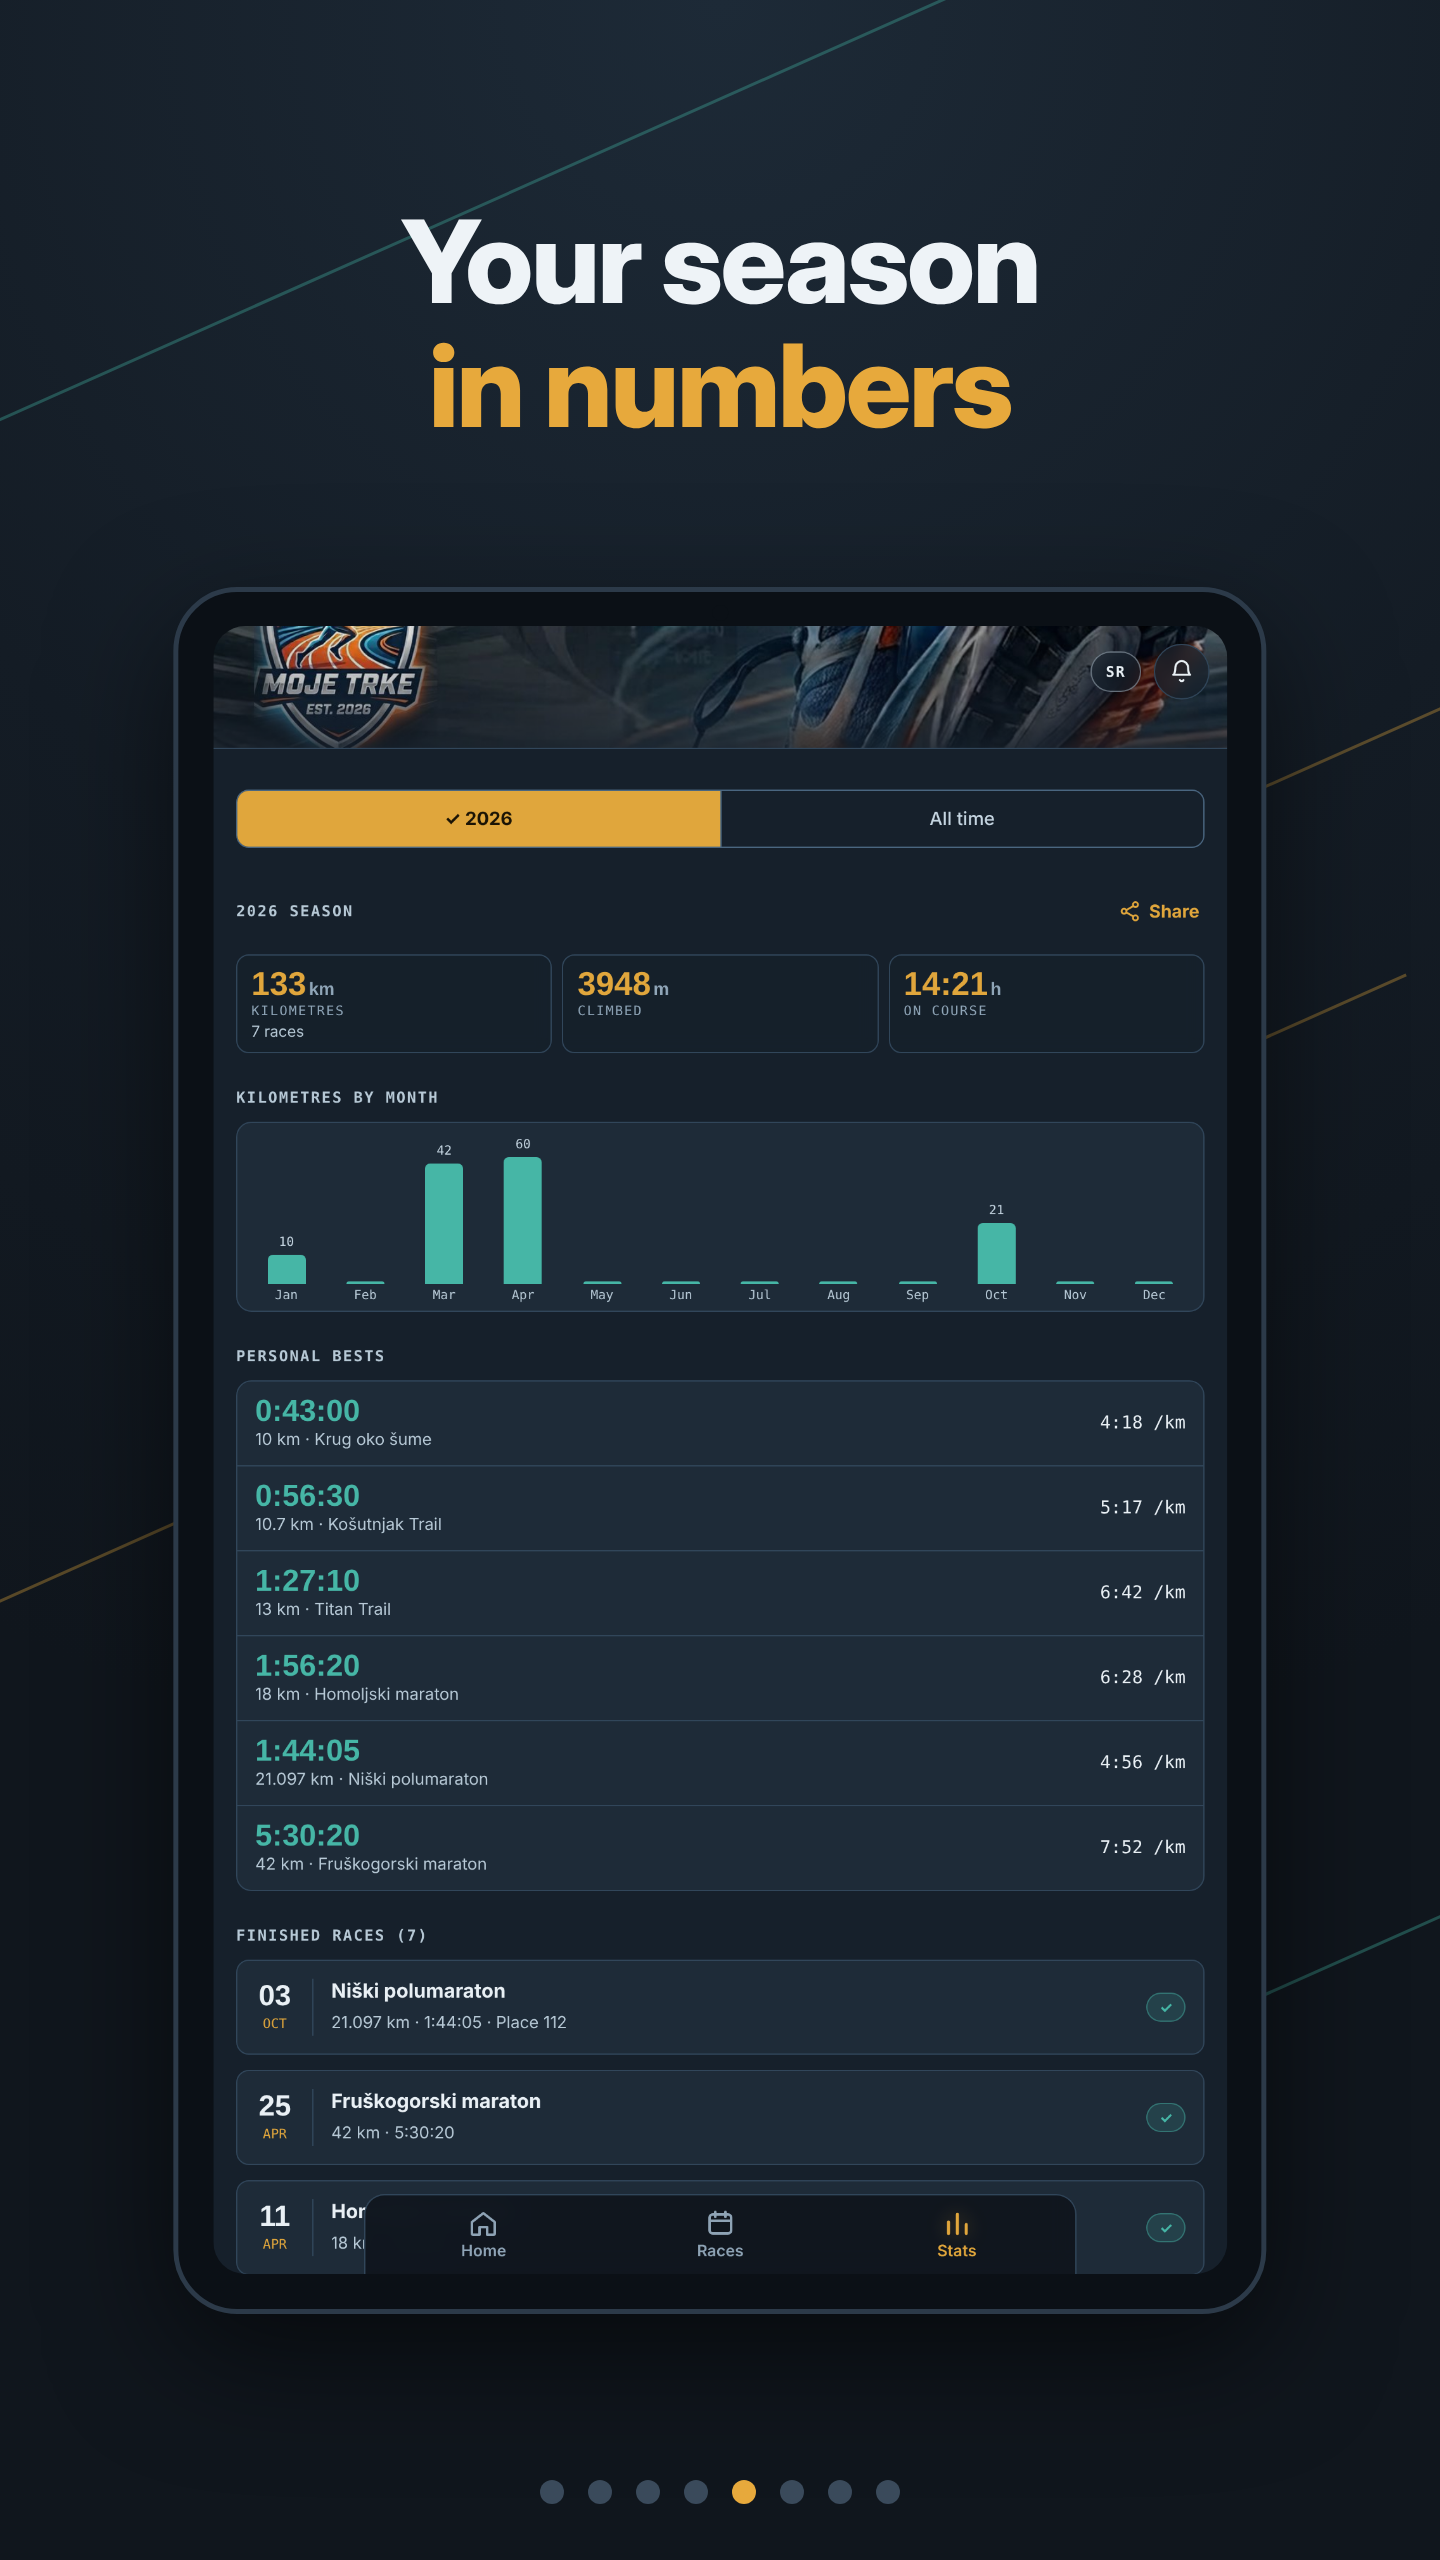 Your season
in numbers
MOJE TRKE
EST. 2026
SR
✓ 2026
All time
2026 SEASON
Share
133 km
KILOMETRES
7 races
3948 m
CLIMBED
14:21 h
ON COURSE
KILOMETRES BY MONTH
10
42
60
21
Jan Feb Mar Apr May Jun Jul Aug Sep Oct Nov Dec
PERSONAL BESTS
0:43:00
10 km · Krug oko šume
4:18 /km
0:56:30
10.7 km · Košutnjak Trail
5:17 /km
1:27:10
13 km · Titan Trail
6:42 /km
1:56:20
18 km · Homoljski maraton
6:28 /km
1:44:05
21.097 km · Niški polumaraton
4:56 /km
5:30:20
42 km · Fruškogorski maraton
7:52 /km
FINISHED RACES (7)
03
OCT
Niški polumaraton
21.097 km · 1:44:05 · Place 112
25
APR
Fruškogorski maraton
42 km · 5:30:20
11
APR
Hor
18 k
Home
Races
Stats